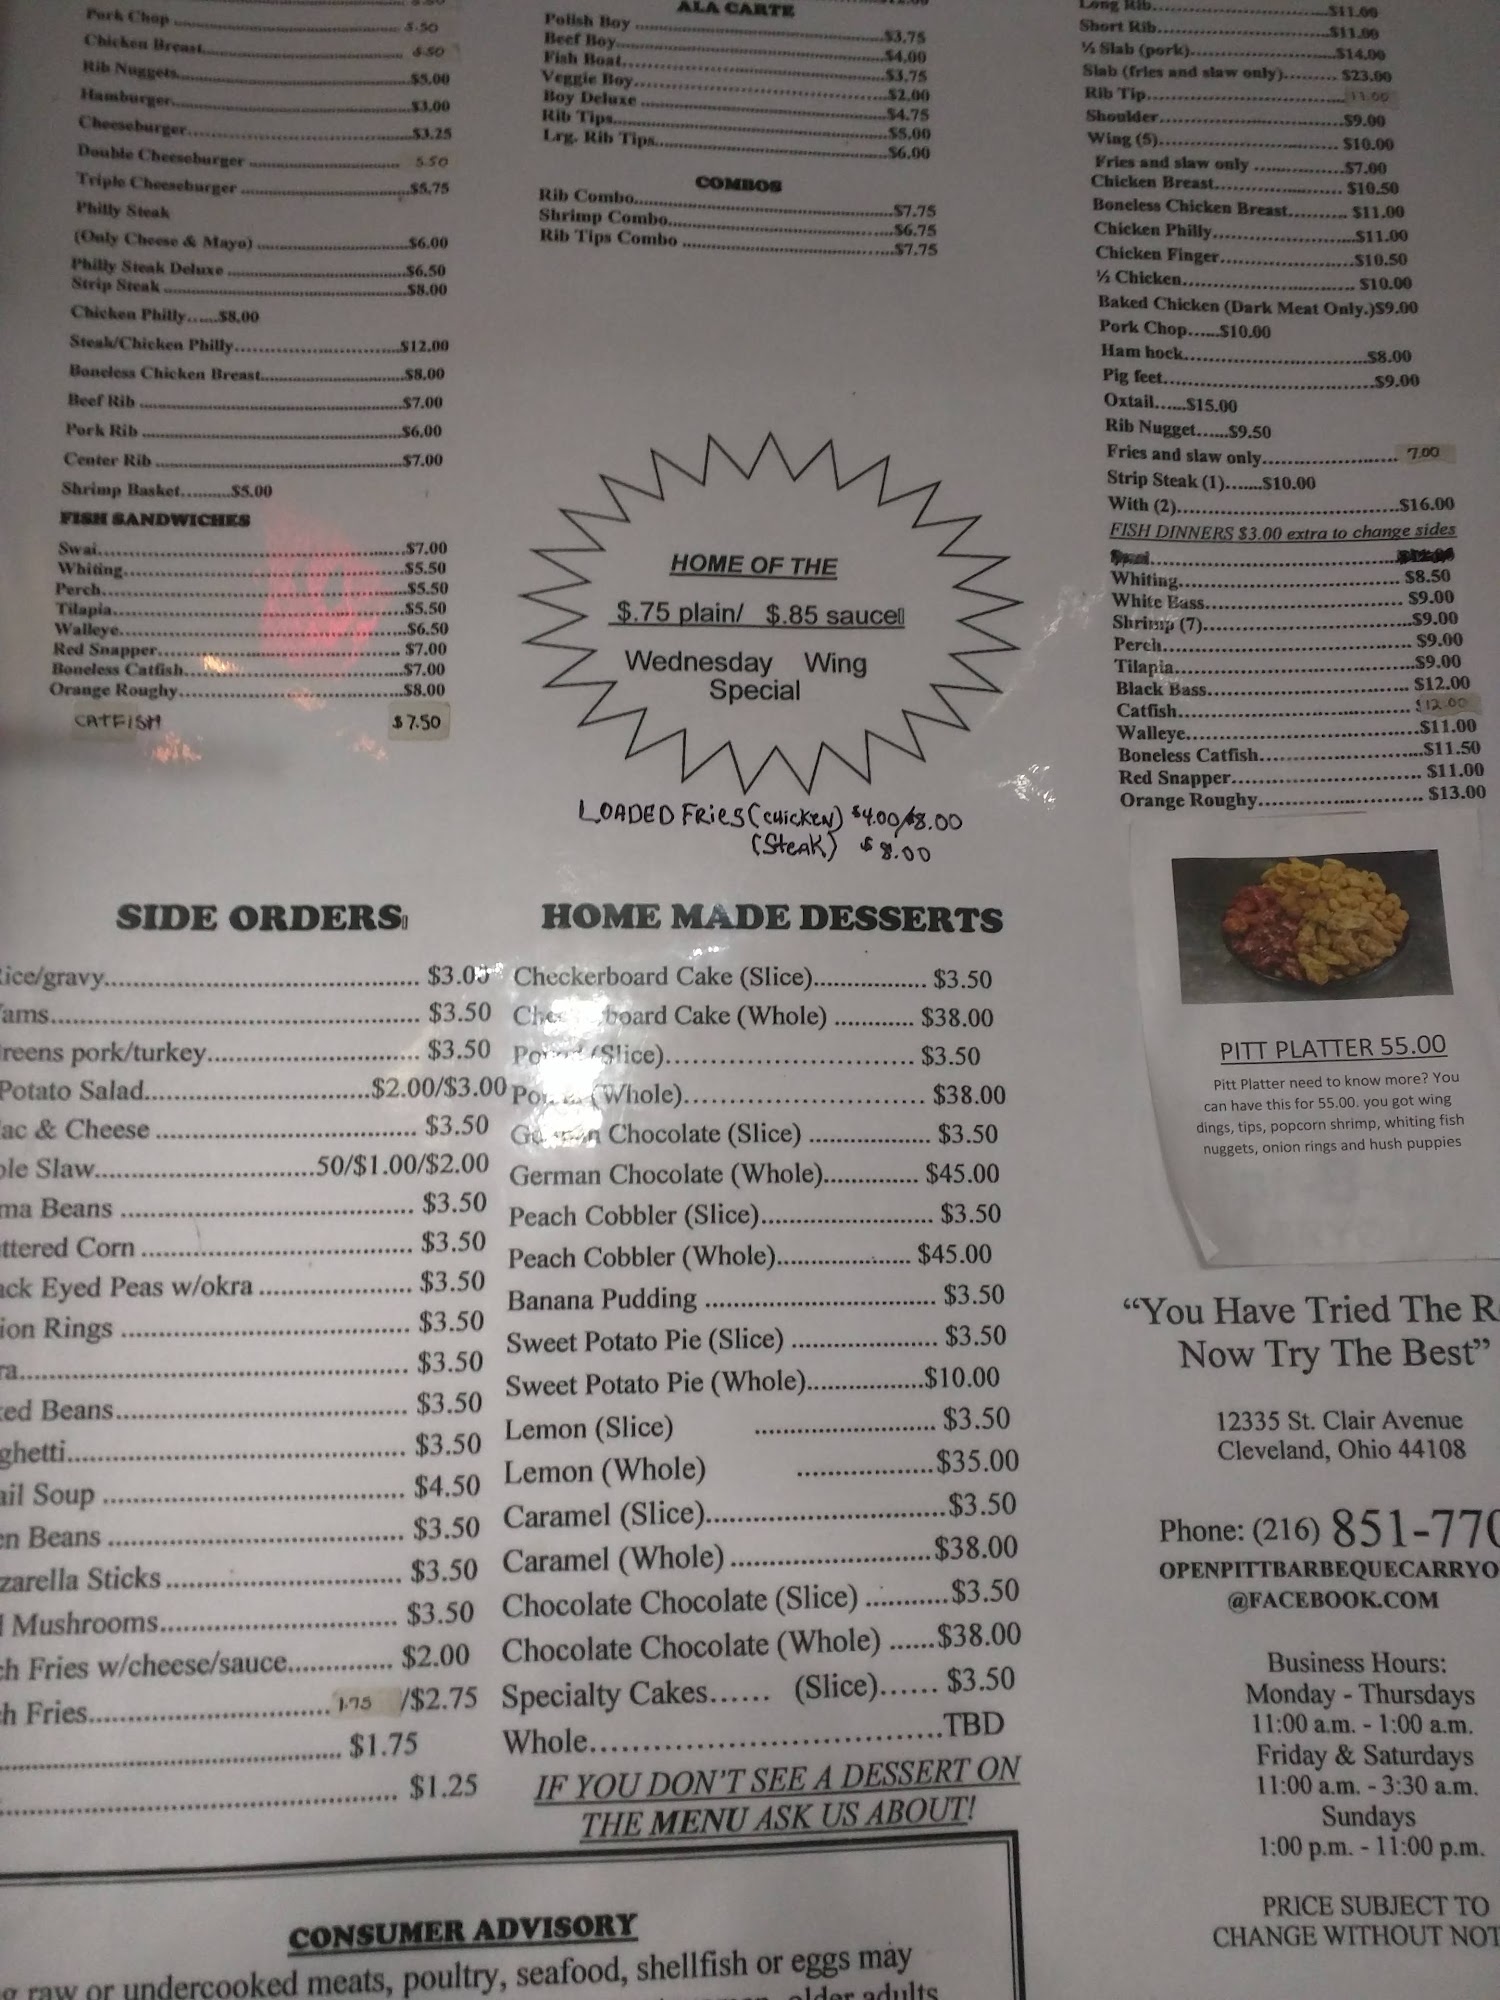 Pork Chop 5.50
Chicken Breast 5.50
Rib Nuggets $5.00
Hamburger $3.00
Cheeseburger $3.25
Double Cheeseburger 5.50
Triple Cheeseburger $5.75
Philly Steak
(Only Cheese & Mayo) $6.00
Philly Steak Deluxe $6.50
Strip Steak $8.00
Chicken Philly......$8.00
Steak/Chicken Philly $12.00
Boneless Chicken Breast $8.00
Beef Rib $7.00
Pork Rib $6.00
Center Rib $7.00
Shrimp Basket..........$5.00
FISH SANDWICHES
Swai $7.00
Whiting $5.50
Perch $5.50
Tilapia $5.50
Walleye $6.50
Red Snapper $7.00
Boneless Catfish $7.00
Orange Roughy $8.00
CATFISH $7.50
ALA CARTE
Polish Boy $3.75
Beef Boy $4.00
Fish Boat $3.75
Veggie Boy $2.00
Boy Deluxe $4.75
Rib Tips $5.00
Lrg. Rib Tips $6.00
COMBOS
Rib Combo $7.75
Shrimp Combo $6.75
Rib Tips Combo $7.75
HOME OF THE
$.75 plain/ $.85 sauce
Wednesday Wing
Special
LOADED FRIES (CHICKEN) $4.00/$8.00
(STEAK) $8.00
Long Rib $11.00
Short Rib $11.00
½ Slab (pork) $14.00
Slab (fries and slaw only) $23.00
Rib Tip 11.00
Shoulder $9.00
Wing (5) $10.00
Fries and slaw only $7.00
Chicken Breast $10.50
Boneless Chicken Breast $11.00
Chicken Philly $11.00
Chicken Finger $10.50
½ Chicken $10.00
Baked Chicken (Dark Meat Only.)$9.00
Pork Chop......$10.00
Ham hock $8.00
Pig feet $9.00
Oxtail......$15.00
Rib Nugget......$9.50
Fries and slaw only 7.00
Strip Steak (1).......$10.00
With (2) $16.00
FISH DINNERS $3.00 extra to change sides
Whiting $8.50
White Bass $9.00
Shrimp (7) $9.00
Perch $9.00
Tilapia $9.00
Black Bass $12.00
Catfish $12.00
Walleye $11.00
Boneless Catfish $11.50
Red Snapper $11.00
Orange Roughy $13.00
PITT PLATTER 55.00
Pitt Platter need to know more? You
can have this for 55.00. you got wing
dings, tips, popcorn shrimp, whiting fish
nuggets, onion rings and hush puppies
SIDE ORDERS
ice/gravy $3.00
ams $3.50
reens pork/turkey $3.50
Potato Salad $2.00/$3.00
ac & Cheese $3.50
ole Slaw .50/$1.00/$2.00
ma Beans $3.50
ttered Corn $3.50
ack Eyed Peas w/okra $3.50
ion Rings $3.50
ra $3.50
ked Beans $3.50
ghetti $3.50
ail Soup $4.50
en Beans $3.50
zarella Sticks $3.50
d Mushrooms $3.50
ch Fries w/cheese/sauce $2.00
h Fries 1.75 /$2.75
$1.75
$1.25
HOME MADE DESSERTS
Checkerboard Cake (Slice) $3.50
board Cake (Whole) $38.00
(Slice) $3.50
(Whole) $38.00
German Chocolate (Slice) $3.50
German Chocolate (Whole) $45.00
Peach Cobbler (Slice) $3.50
Peach Cobbler (Whole) $45.00
Banana Pudding $3.50
Sweet Potato Pie (Slice) $3.50
Sweet Potato Pie (Whole) $10.00
Lemon (Slice) $3.50
Lemon (Whole) $35.00
Caramel (Slice) $3.50
Caramel (Whole) $38.00
Chocolate Chocolate (Slice) $3.50
Chocolate Chocolate (Whole) $38.00
Specialty Cakes...... (Slice)...... $3.50
Whole TBD
IF YOU DON'T SEE A DESSERT ON
THE MENU ASK US ABOUT!
"You Have Tried The R
Now Try The Best"
12335 St. Clair Avenue
Cleveland, Ohio 44108
Phone: (216) 851-770
OPENPITTBARBEQUECARRYO
@FACEBOOK.COM
Business Hours:
Monday - Thursdays
11:00 a.m. - 1:00 a.m.
Friday & Saturdays
11:00 a.m. - 3:30 a.m.
Sundays
1:00 p.m. - 11:00 p.m.
PRICE SUBJECT TO
CHANGE WITHOUT NOT
CONSUMER ADVISORY
g raw or undercooked meats, poultry, seafood, shellfish or eggs may
older adults